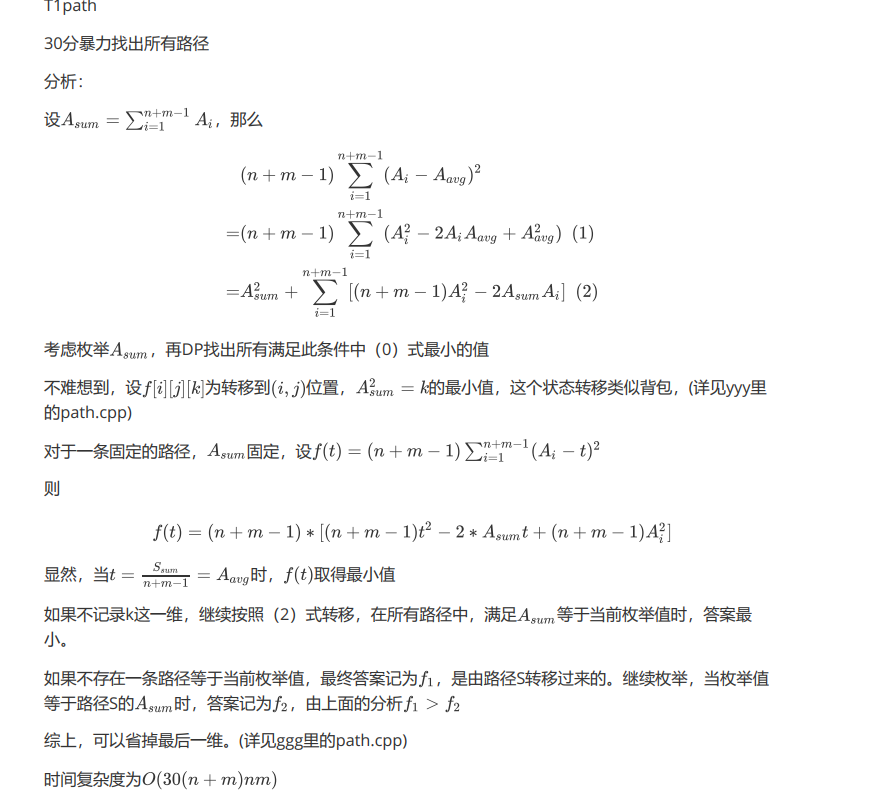 T1path
30分暴力找出所有路径
分析：
设$A_{sum} = \sum_{i=1}^{n+m-1} A_i$，那么
$(n+m-1)\sum_{i=1}^{n+m-1}(A_i - A_{avg})^2$
$=(n+m-1)\sum_{i=1}^{n+m-1}(A_i^2 - 2A_iA_{avg} + A_{avg}^2)$ (1)
$=A_{sum}^2 + \sum_{i=1}^{n+m-1}[(n+m-1)A_i^2 - 2A_{sum}A_i]$ (2)
考虑枚举$A_{sum}$，再DP找出所有满足此条件中（0）式最小的值
不难想到，设$f[i][j][k]$为转移到$(i,j)$位置，$A_{sum}^2 = k$的最小值，这个状态转移类似背包，(详见yyy里
的path.cpp)
对于一条固定的路径，$A_{sum}$固定，设$f(t) = (n+m-1)\sum_{i=1}^{n+m-1}(A_i - t)^2$
则
$f(t) = (n+m-1) * [(n+m-1)t^2 - 2 * A_{sum}t + (n+m-1)A_i^2]$
显然，当$t = \frac{S_{sum}}{n+m-1} = A_{avg}$时，$f(t)$取得最小值
如果不记录k这一维，继续按照（2）式转移，在所有路径中，满足$A_{sum}$等于当前枚举值时，答案最
小。
如果不存在一条路径等于当前枚举值，最终答案记为$f_1$，是由路径S转移过来的。继续枚举，当枚举值
等于路径S的$A_{sum}$时，答案记为$f_2$，由上面的分析$f_1 > f_2$
综上，可以省掉最后一维。(详见ggg里的path.cpp)
时间复杂度为$O(30(n+m)nm)$